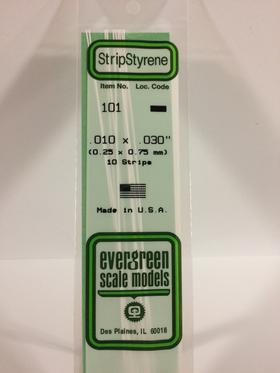 StripStyrene
Item No. Loc. Code
101
.010 x .030"
(0.25 x 0.75 mm)
10 Strips
Made in U.S.A.
evergreen
scale models
Des Plaines, IL 60018